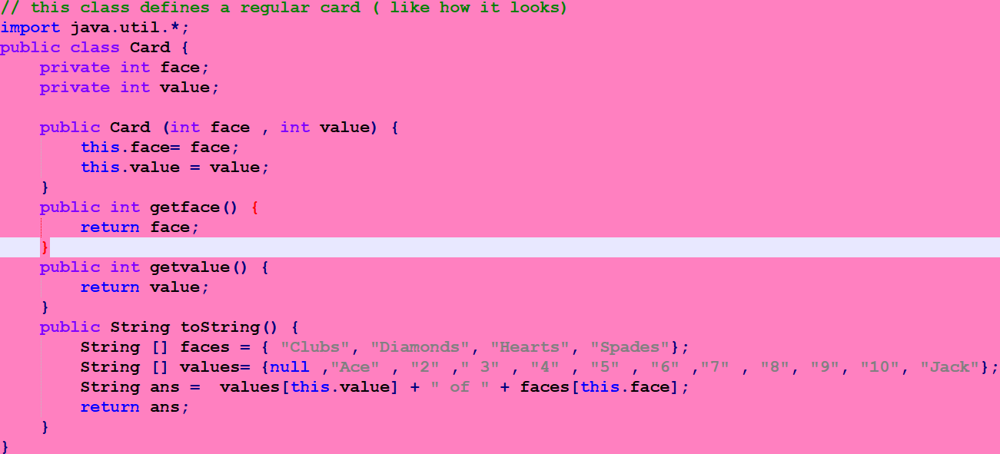 // this class defines a regular card ( like how it looks)
import java.util.*;
public class Card {
    private int face;
    private int value;

    public Card (int face , int value) {
        this.face= face;
        this.value = value;
    }
    public int getface() {
        return face;
    }
    public int getvalue() {
        return value;
    }
    public String toString() {
        String [] faces = { "Clubs", "Diamonds", "Hearts", "Spades"};
        String [] values= {null ,"Ace" , "2" ," 3" , "4" , "5" , "6" ,"7" , "8", "9", "10", "Jack"};
        String ans =  values[this.value] + " of " + faces[this.face];
        return ans;
    }
}